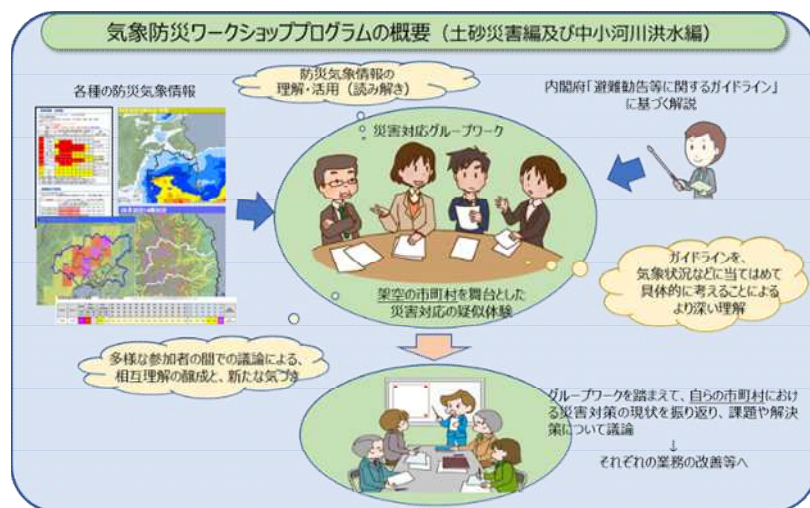 気象防災ワークショッププログラムの概要（土砂災害編及び中小河川洪水編）
各種の防災気象情報
防災気象情報の
理解・活用（読み解き）
内閣府「避難勧告等に関するガイドライン」
に基づく解説
災害対応グループワーク
架空の市町村を舞台とした
災害対応の疑似体験
ガイドラインを、
気象状況などに当てはめて
具体的に考えることによる
より深い理解
多様な参加者の間での議論による、
相互理解の醸成と、新たな気づき
グループワークを踏まえて、自らの市町村におけ
る災害対策の現状を振り返り、課題や解決
策について議論
↓
それぞれの業務の改善等へ